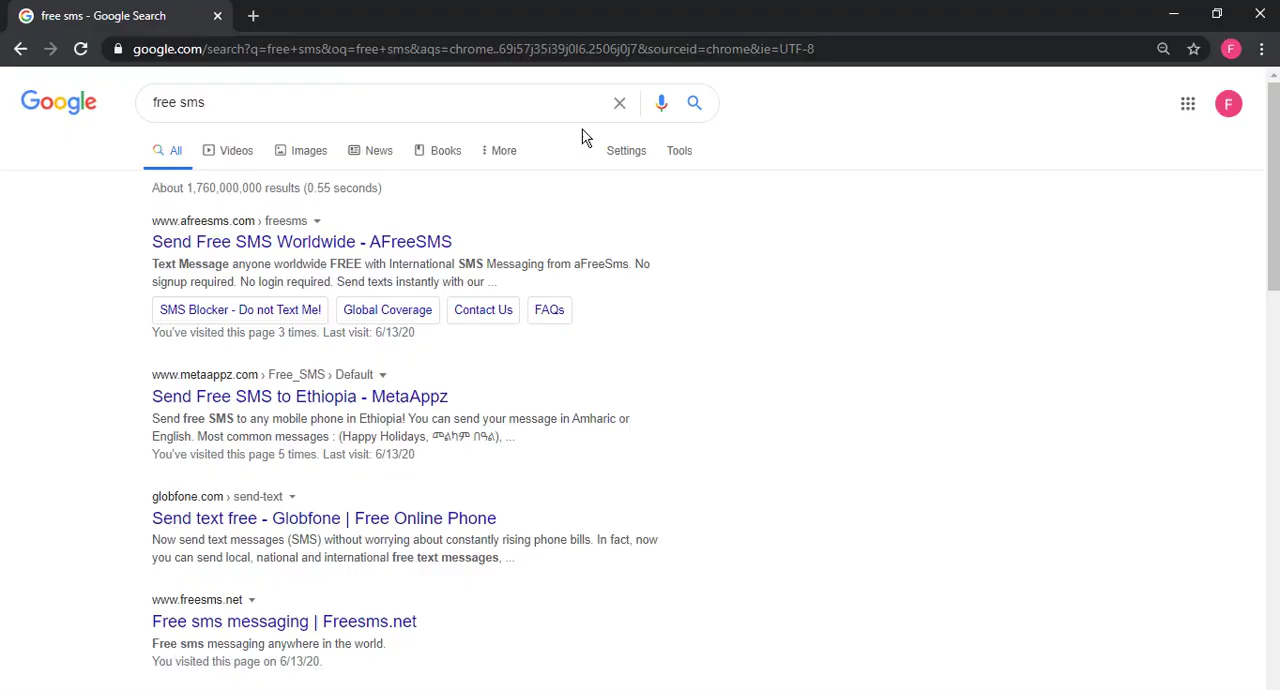 free sms - Google Search
google.com/search?q=free+sms&oq=free+sms&aqs=chrome..69i57j35i39j0l6.2506j0j7&sourceid=chrome&ie=UTF-8
F
Google
free sms
F
All
Videos
Images
News
Books
More
Settings
Tools
About 1,760,000,000 results (0.55 seconds)
www.afreesms.com › freesms
Send Free SMS Worldwide - AFreeSMS
Text Message anyone worldwide FREE with International SMS Messaging from aFreeSms. No
signup required. No login required. Send texts instantly with our ...
SMS Blocker - Do not Text Me!
Global Coverage
Contact Us
FAQs
You've visited this page 3 times. Last visit: 6/13/20
www.metaappz.com › Free_SMS › Default
Send Free SMS to Ethiopia - MetaAppz
Send free SMS to any mobile phone in Ethiopia! You can send your message in Amharic or
English. Most common messages : (Happy Holidays, መልካም በዓል), ...
You've visited this page 5 times. Last visit: 6/13/20
globfone.com › send-text
Send text free - Globfone | Free Online Phone
Now send text messages (SMS) without worrying about constantly rising phone bills. In fact, now
you can send local, national and international free text messages, ...
www.freesms.net
Free sms messaging | Freesms.net
Free sms messaging anywhere in the world.
You visited this page on 6/13/20.